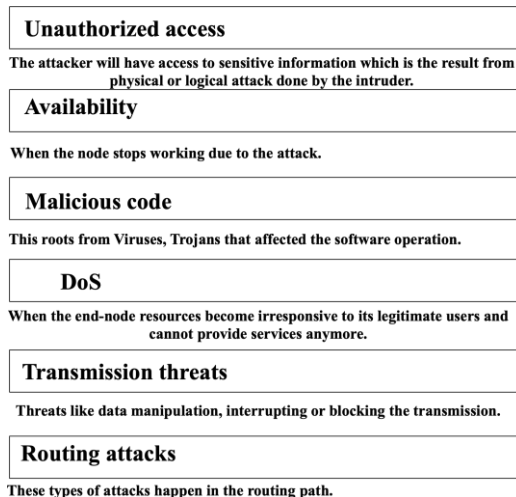 Unauthorized access
The attacker will have access to sensitive information which is the result from
physical or logical attack done by the intruder.
Availability
When the node stops working due to the attack.
Malicious code
This roots from Viruses, Trojans that affected the software operation.
DoS
When the end-node resources become irresponsive to its legitimate users and
cannot provide services anymore.
Transmission threats
Threats like data manipulation, interrupting or blocking the transmission.
Routing attacks
These types of attacks happen in the routing path.